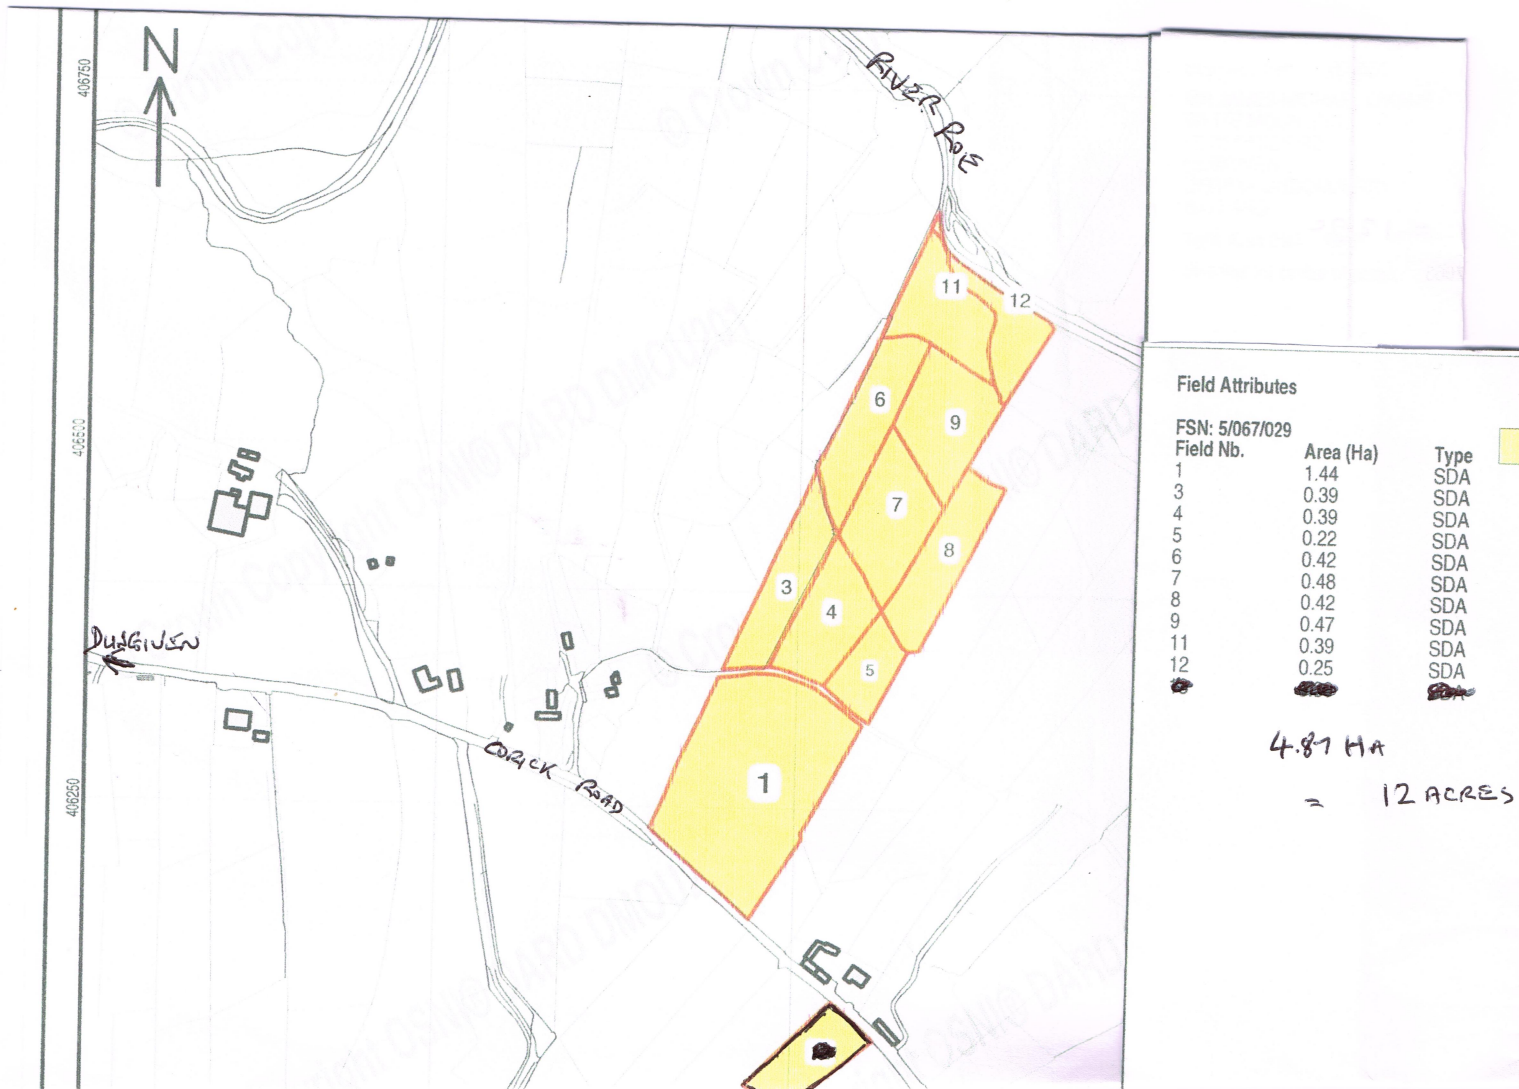 N
406750
RIVER ROE
11
12
6
9
7
8
3
4
5
1
406500
DUNGIVEN
CORICK ROAD
406250
Field Attributes
FSN: 5/067/029
Field Nb. Area (Ha) Type
1 1.44 SDA
3 0.39 SDA
4 0.39 SDA
5 0.22 SDA
6 0.42 SDA
7 0.48 SDA
8 0.42 SDA
9 0.47 SDA
11 0.39 SDA
12 0.25 SDA
4.87 HA
= 12 ACRES